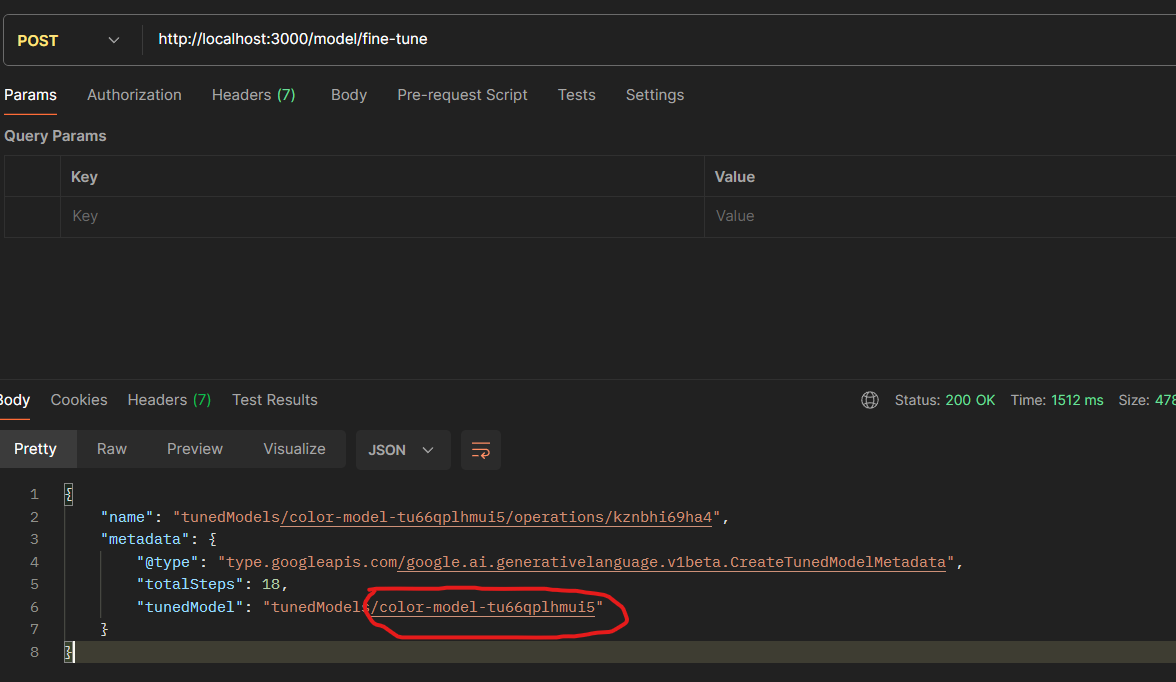 POST http://localhost:3000/model/fine-tune
Params Authorization Headers (7) Body Pre-request Script Tests Settings
Query Params
Key Value
Key Value
Body Cookies Headers (7) Test Results Status: 200 OK Time: 1512 ms Size: 478
Pretty Raw Preview Visualize JSON
1 {
2 "name": "tunedModels/color-model-tu66qplhmui5/operations/kznbhi69ha4",
3 "metadata": {
4 "@type": "type.googleapis.com/google.ai.generativelanguage.v1beta.CreateTunedModelMetadata",
5 "totalSteps": 18,
6 "tunedModel": "tunedModels/color-model-tu66qplhmui5"
7 }
8 }